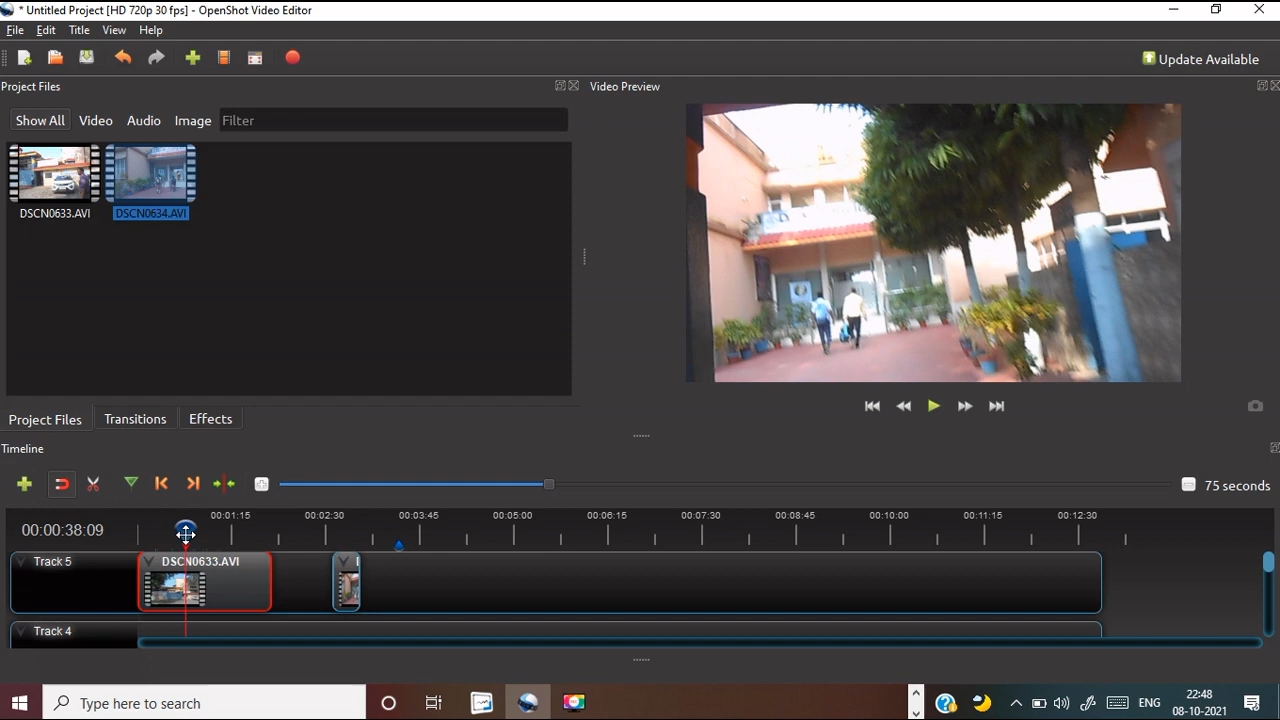 * Untitled Project [HD 720p 30 fps] - OpenShot Video Editor
File Edit Title View Help
Update Available
Project Files
Video Preview
Show All Video Audio Image Filter
DSCN0633.AVI DSCN0634.AVI
Project Files Transitions Effects
Timeline
75 seconds
00:00:38:09
00:01:15 00:02:30 00:03:45 00:05:00 00:06:15 00:07:30 00:08:45 00:10:00 00:11:15 00:12:30
Track 5
DSCN0633.AVI
Track 4
Type here to search
ENG
22:48
08-10-2021